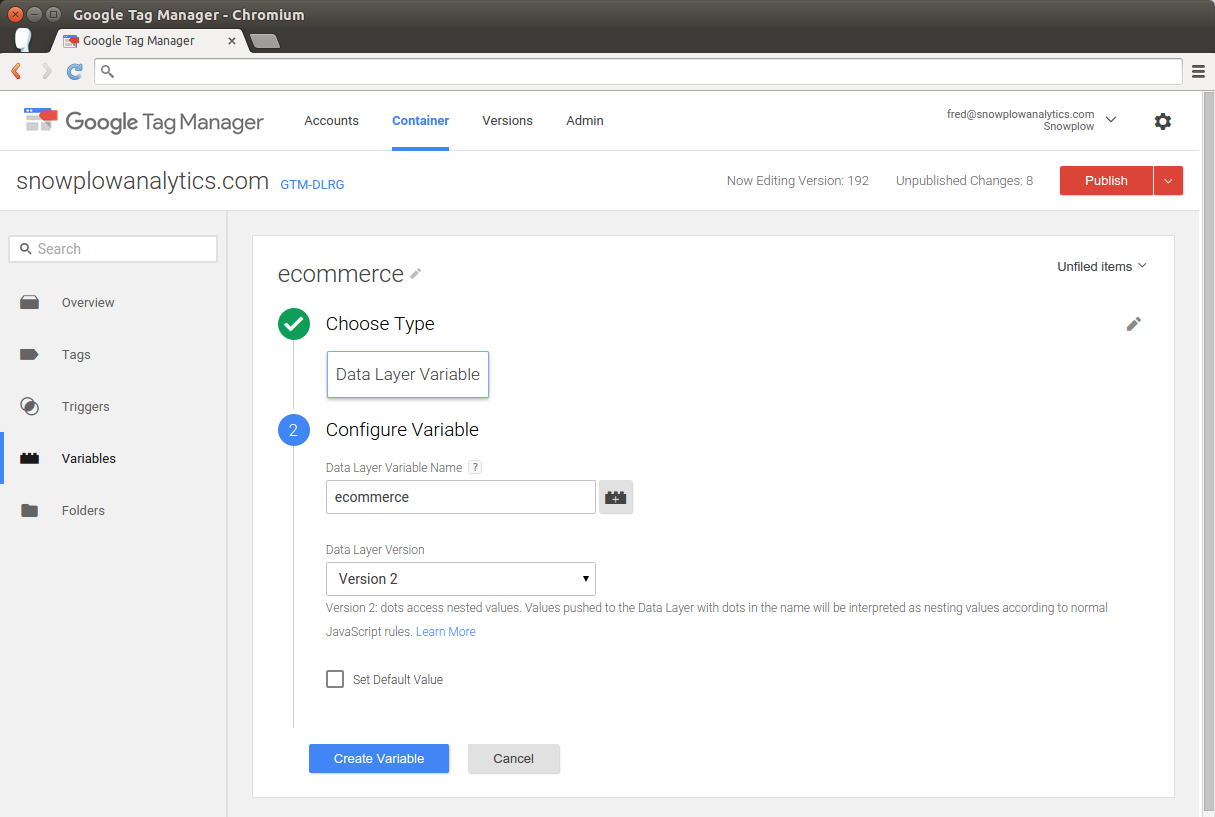 Google Tag Manager - Chromium
Google Tag Manager
Google Tag Manager
Accounts
Container
Versions
Admin
fred@snowplowanalytics.com
Snowplow
snowplowanalytics.com GTM-DLRG
Now Editing Version: 192
Unpublished Changes: 8
Publish
Search
Overview
Tags
Triggers
Variables
Folders
ecommerce
Unfiled items
Choose Type
Data Layer Variable
2 Configure Variable
Data Layer Variable Name ?
ecommerce
Data Layer Version
Version 2
Version 2: dots access nested values. Values pushed to the Data Layer with dots in the name will be interpreted as nesting values according to normal
JavaScript rules. Learn More
Set Default Value
Create Variable
Cancel